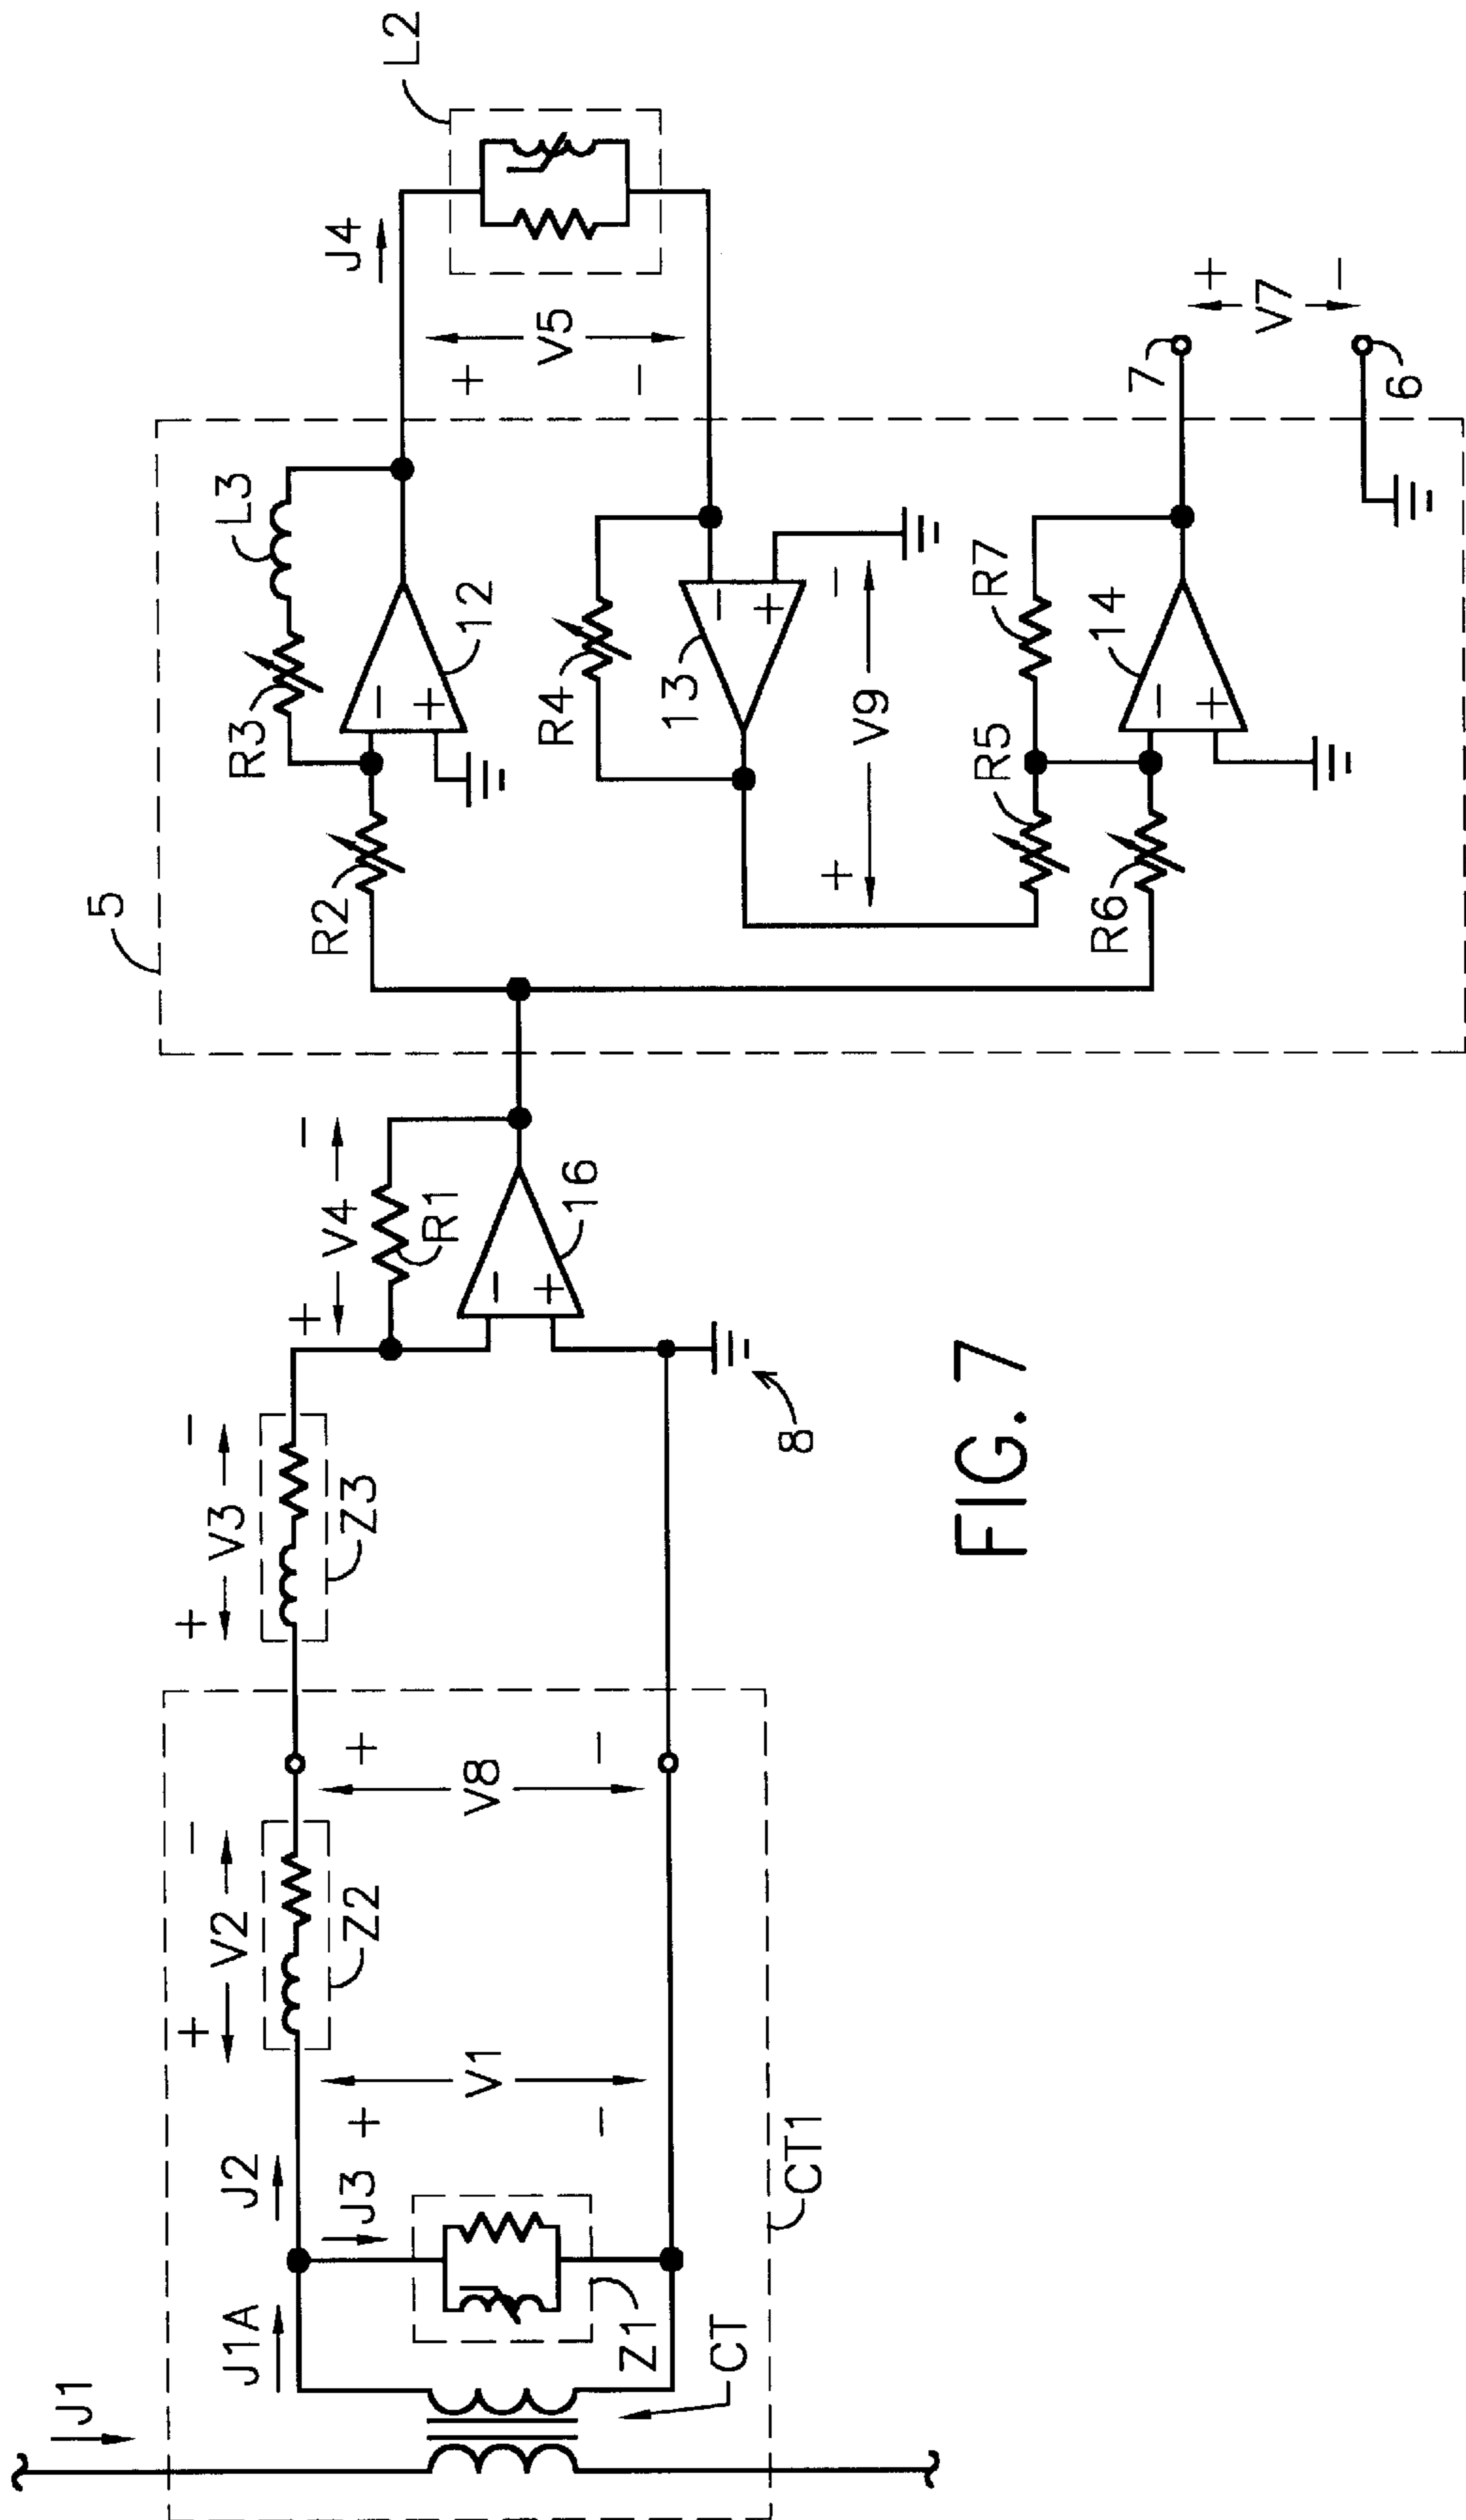 J1
J1A
J2
J3
+ V2 −
Z2
+ V3 −
Z3
+ V4 −
R1
−
+
16
+
V1
−
+
V8
−
Z1
CT
CT1
8
5
R2
R3
L3
−
+
12
J4
L2
+
V5
−
R4
13
−
+
+ V9 −
R5
R7
R6
−
+
14
7
+
V7
−
6
FIG. 7